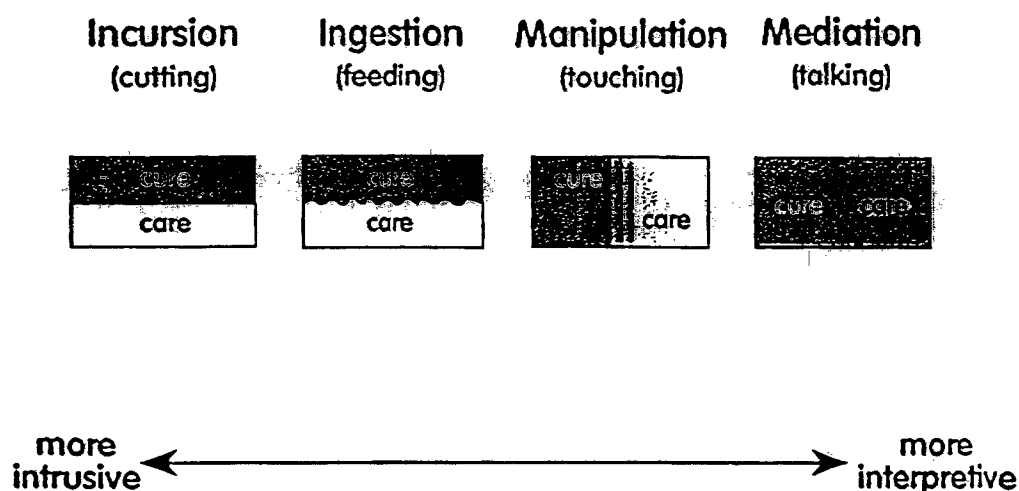 Incursion Ingestion Manipulation Mediation
(cutting) (feeding) (touching) (talking)
cure cure cure
care care care cure care
more more
intrusive interpretive